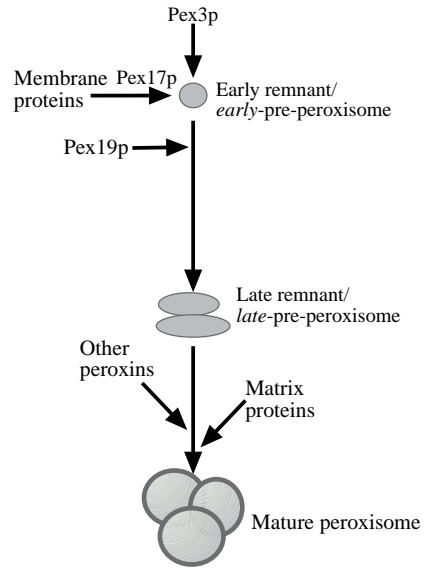 Pex3p
Membrane Pex17p
proteins
Early remnant/
early-pre-peroxisome
Pex19p
Late remnant/
late-pre-peroxisome
Other
peroxins
Matrix
proteins
Mature peroxisome